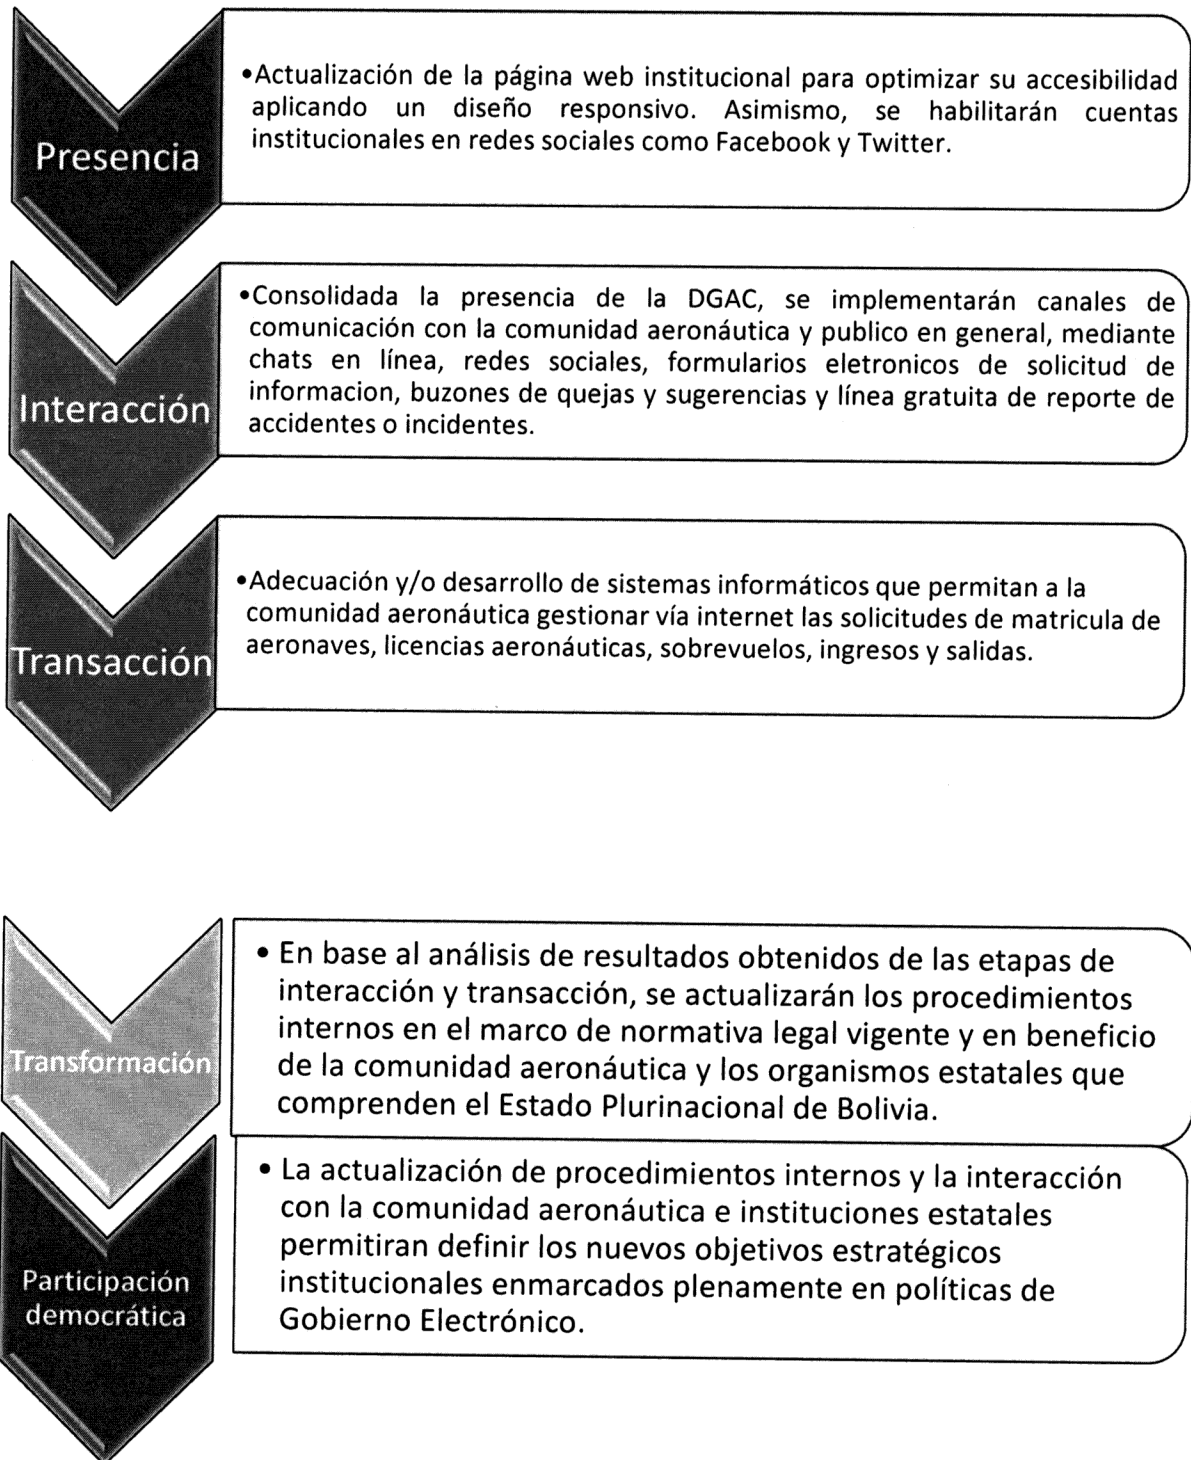 Presencia
•Actualización de la página web institucional para optimizar su accesibilidad
aplicando un diseño responsivo. Asimismo, se habilitarán cuentas
institucionales en redes sociales como Facebook y Twitter.
Interacción
•Consolidada la presencia de la DGAC, se implementarán canales de
comunicación con la comunidad aeronáutica y publico en general, mediante
chats en línea, redes sociales, formularios eletronicos de solicitud de
informacion, buzones de quejas y sugerencias y línea gratuita de reporte de
accidentes o incidentes.
Transacción
•Adecuación y/o desarrollo de sistemas informáticos que permitan a la
comunidad aeronáutica gestionar vía internet las solicitudes de matricula de
aeronaves, licencias aeronáuticas, sobrevuelos, ingresos y salidas.
Transformación
• En base al análisis de resultados obtenidos de las etapas de
interacción y transacción, se actualizarán los procedimientos
internos en el marco de normativa legal vigente y en beneficio
de la comunidad aeronáutica y los organismos estatales que
comprenden el Estado Plurinacional de Bolivia.
Participación
democrática
• La actualización de procedimientos internos y la interacción
con la comunidad aeronáutica e instituciones estatales
permitiran definir los nuevos objetivos estratégicos
institucionales enmarcados plenamente en políticas de
Gobierno Electrónico.